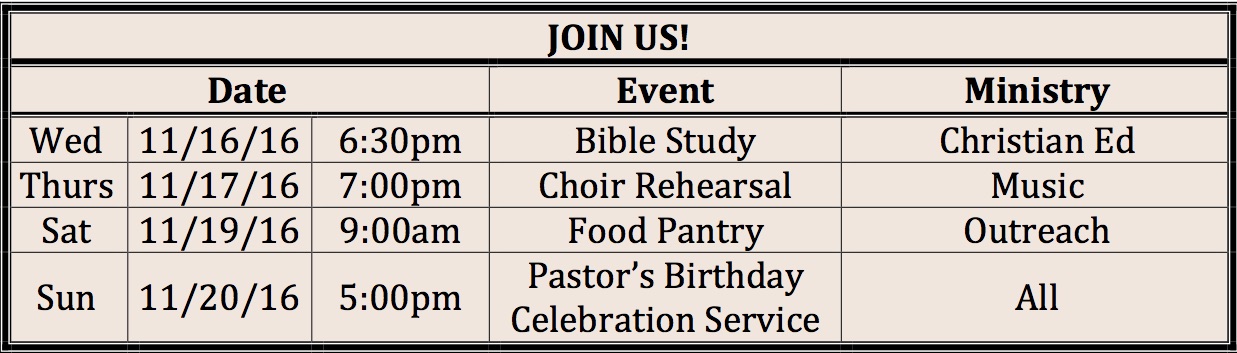 JOIN US!
Date Event Ministry
Wed 11/16/16 6:30pm Bible Study Christian Ed
Thurs 11/17/16 7:00pm Choir Rehearsal Music
Sat 11/19/16 9:00am Food Pantry Outreach
Sun 11/20/16 5:00pm Pastor’s Birthday
Celebration Service All